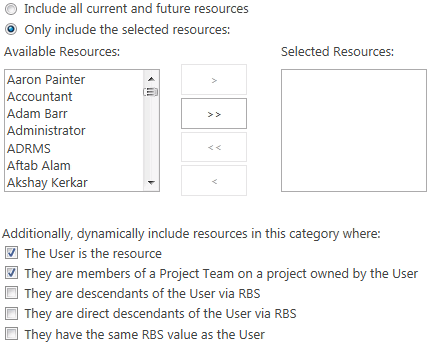 Include all current and future resources
Only include the selected resources:
Available Resources: Selected Resources:
Aaron Painter
Accountant
Adam Barr
Administrator
ADRMS
Aftab Alam
Akshay Kerkar
>
>>
<<
<
Additionally, dynamically include resources in this category where:
The User is the resource
They are members of a Project Team on a project owned by the User
They are descendants of the User via RBS
They are direct descendants of the User via RBS
They have the same RBS value as the User